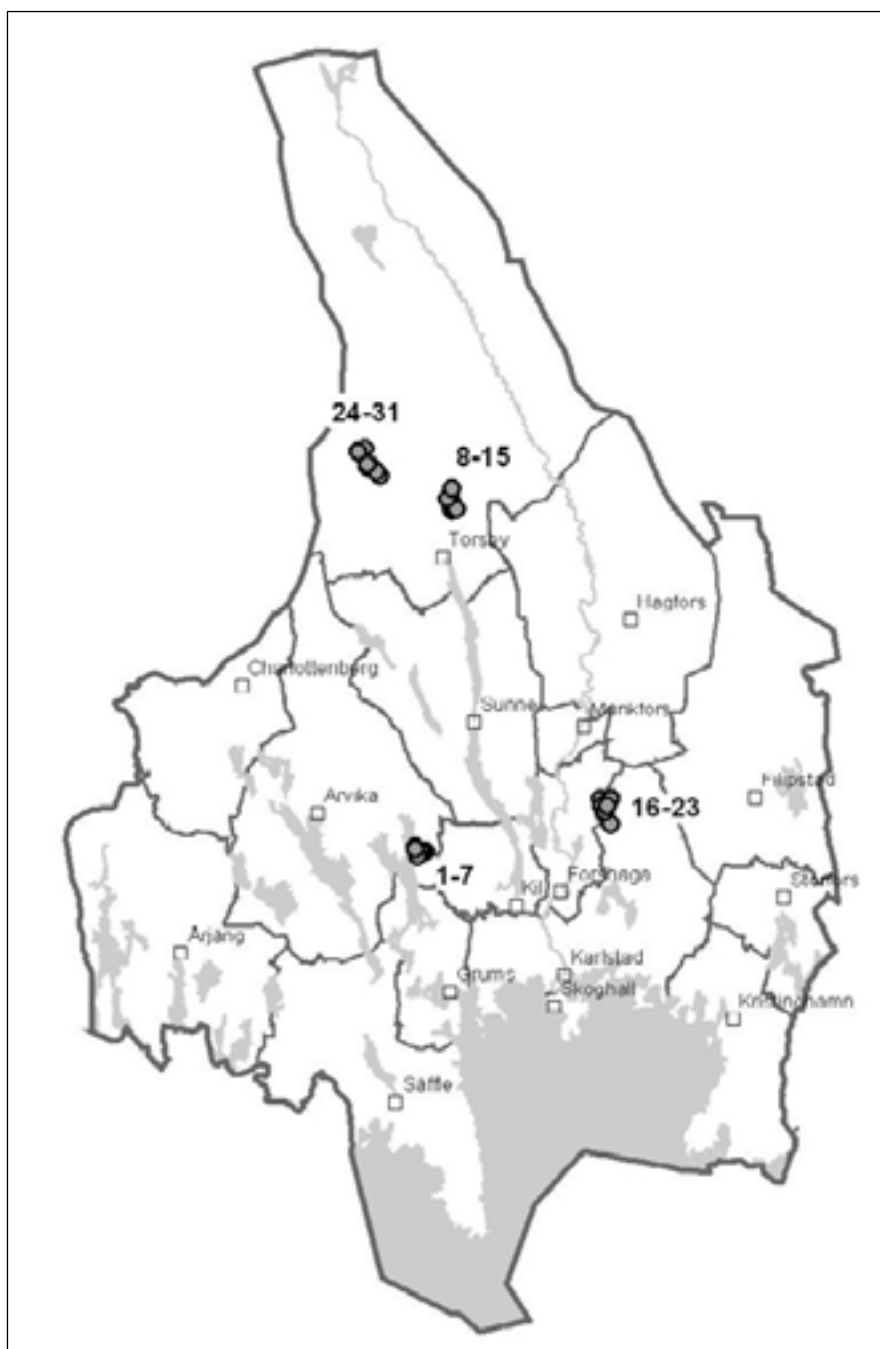 24-31
8-15
Torsby
Hagfors
Charlottenberg
Sunne
Munkfors
Filipstad
Arvika
16-23
1-7
Kil
Forshaga
Storfors
Årjäng
Karlstad
Grums
Skoghall
Kristinehamn
Säffle